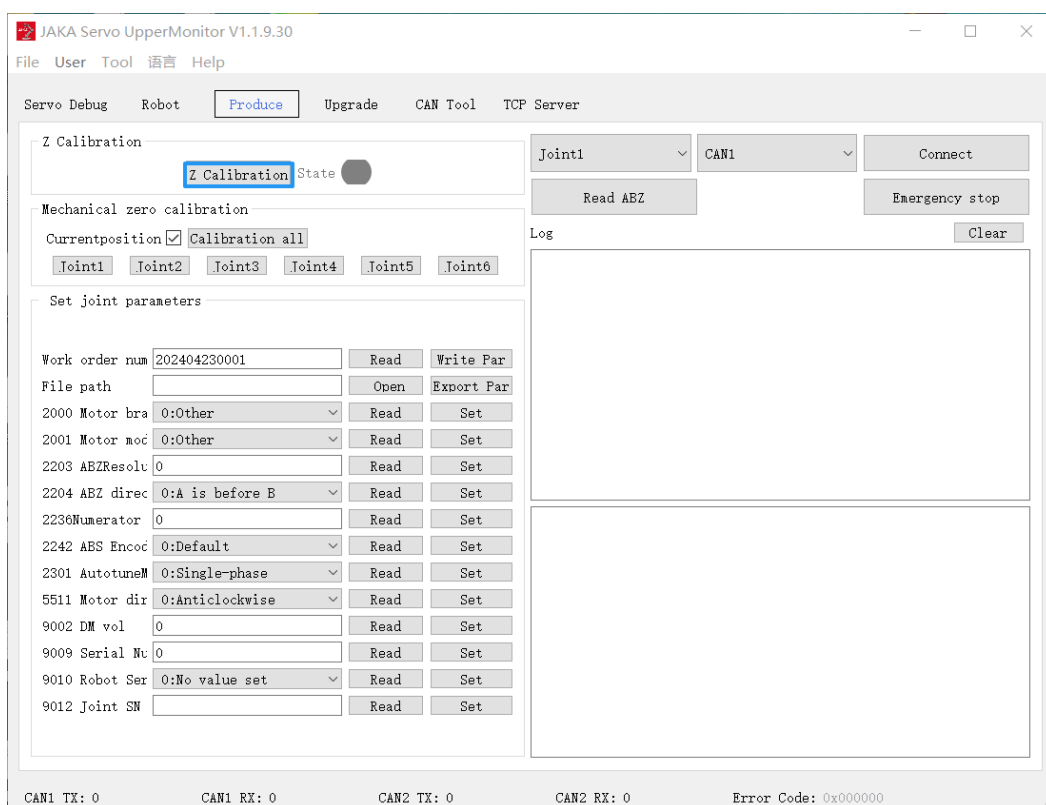 JAKA Servo UpperMonitor V1.1.9.30
File User Tool 语言 Help
Servo Debug Robot Produce Upgrade CAN Tool TCP Server
Z Calibration
Z Calibration State
Joint1 CAN1 Connect
Read ABZ Emergency stop
Mechanical zero calibration
Currentposition Calibration all
Log Clear
Joint1 Joint2 Joint3 Joint4 Joint5 Joint6
Set joint parameters
Work order num 202404230001 Read Write Par
File path Open Export Par
2000 Motor bra 0:Other Read Set
2001 Motor mod 0:Other Read Set
2203 ABZResolu 0 Read Set
2204 ABZ direc 0:A is before B Read Set
2236Numerator 0 Read Set
2242 ABS Encod 0:Default Read Set
2301 AutotuneM 0:Single-phase Read Set
5511 Motor dir 0:Anticlockwise Read Set
9002 DM vol 0 Read Set
9009 Serial Nu 0 Read Set
9010 Robot Ser 0:No value set Read Set
9012 Joint SN Read Set
CAN1 TX: 0 CAN1 RX: 0 CAN2 TX: 0 CAN2 RX: 0 Error Code: 0x000000